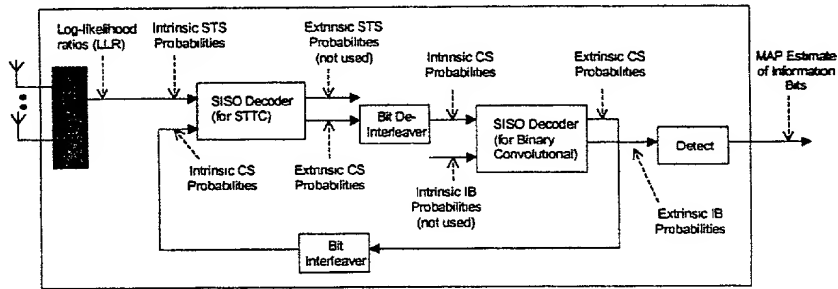 Log-likelihood
ratios (LLR)
Intrinsic STS
Probabilities
Extrinsic STS
Probabilities
(not used)
Intrinsic CS
Probabilities
Extrinsic CS
Probabilities
MAP Estimate
of Information
Bits
SISO Decoder
(for STTC)
Bit De-
Interleaver
SISO Decoder
(for Binary
Convolutional)
Detect
Intrinsic CS
Probabilities
Extrinsic CS
Probabilities
Intrinsic IB
Probabilities
(not used)
Extrinsic IB
Probabilities
Bit
Interleaver